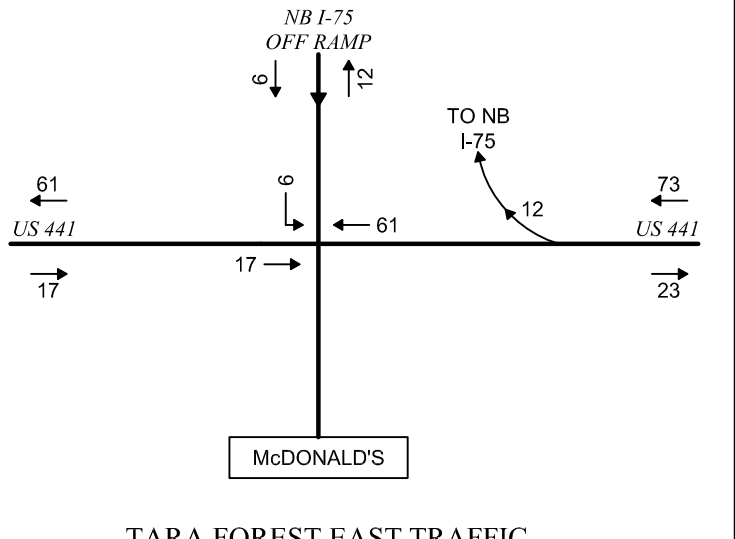 NB I-75
OFF RAMP
6
12
TO NB
I-75
61
US 441
6
61
12
73
US 441
17
17
23
McDONALD'S
TARA FOREST EAST TRAFFIC